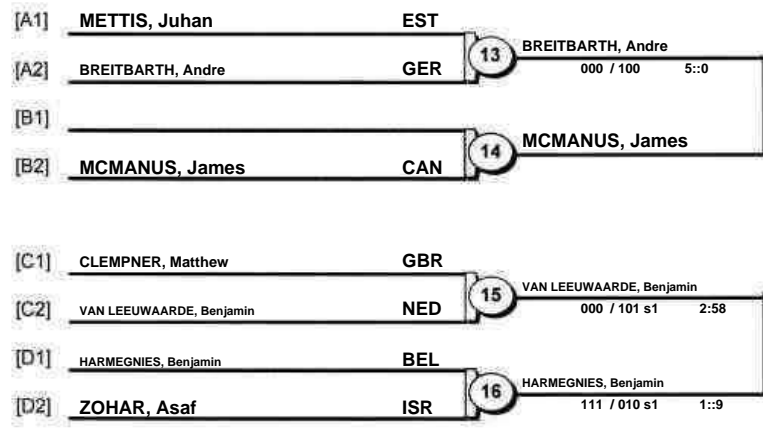 [A1] METTIS, Juhan EST
13 BREITBARTH, Andre
[A2] BREITBARTH, Andre GER 000 / 100 5::0
[B1]
14 MCMANUS, James
[B2] MCMANUS, James CAN
[C1] CLEMPNER, Matthew GBR
15 VAN LEEUWAARDE, Benjamin
[C2] VAN LEEUWAARDE, Benjamin NED 000 / 101 s1 2:58
[D1] HARMEGNIES, Benjamin BEL
16 HARMEGNIES, Benjamin
[D2] ZOHAR, Asaf ISR 111 / 010 s1 1::9